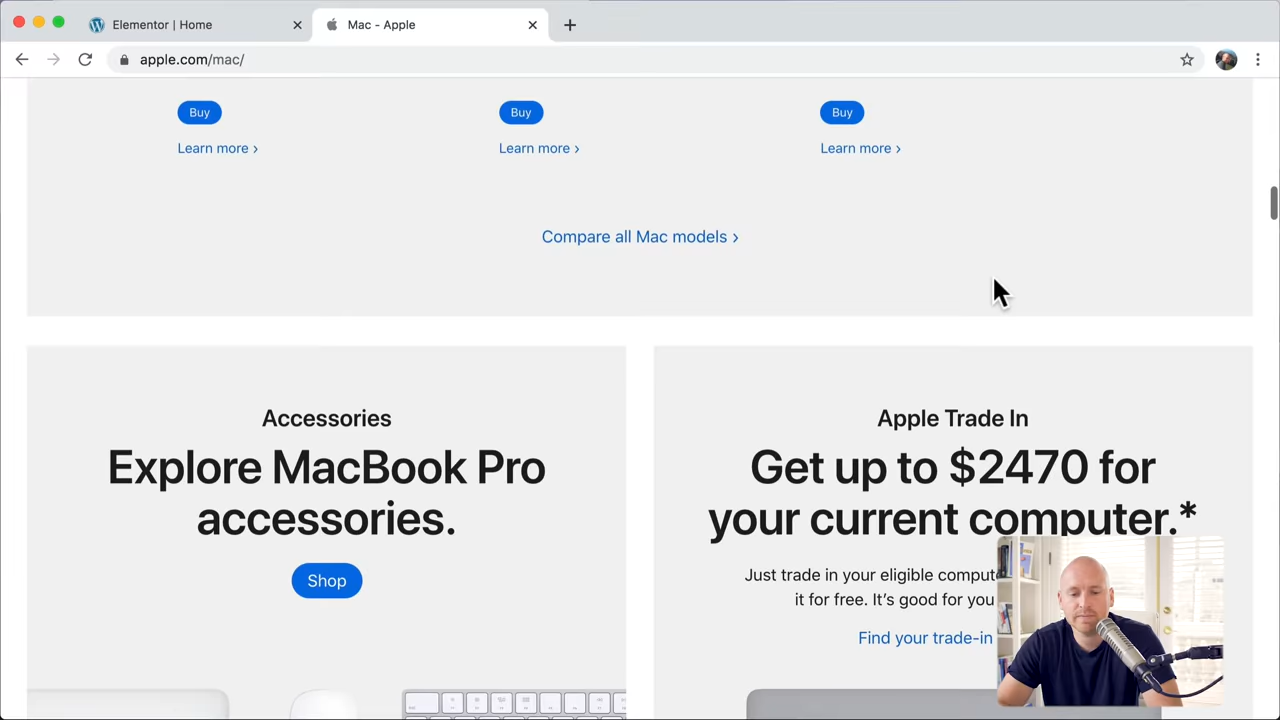 Elementor | Home
Mac - Apple
apple.com/mac/
Buy
Buy
Buy
Learn more ›
Learn more ›
Learn more ›
Compare all Mac models ›
Accessories
Explore MacBook Pro
accessories.
Shop
Apple Trade In
Get up to $2470 for
your current computer.*
Just trade in your eligible
it for free. It’s good for you
Find your trade-in